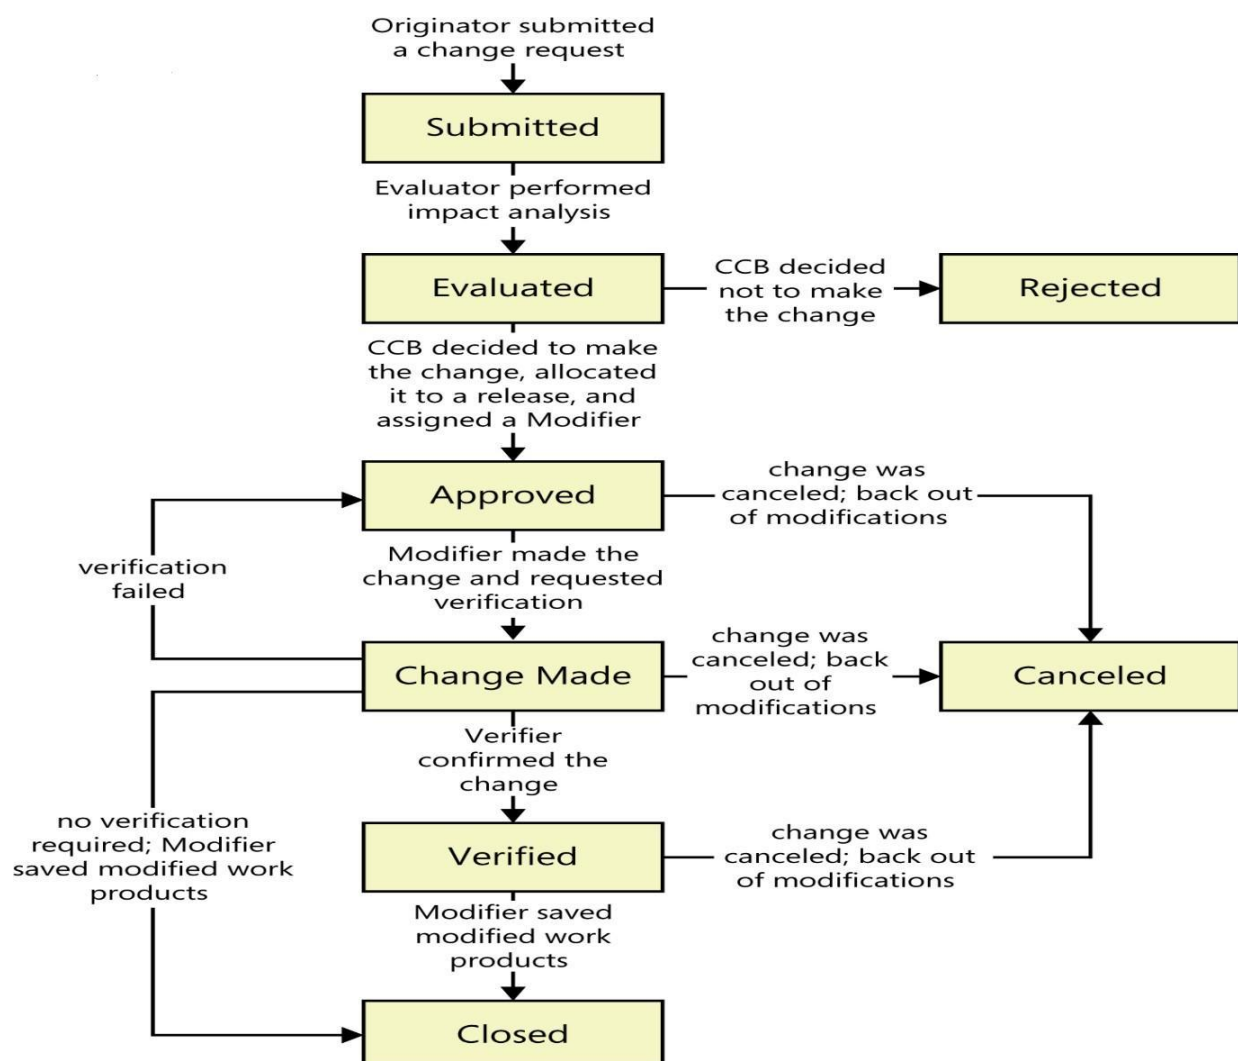 Originator submitted
a change request
Submitted
Evaluator performed
impact analysis
Evaluated
CCB decided
not to make
the change
Rejected
CCB decided to make
the change, allocated
it to a release, and
assigned a Modifier
Approved
change was
canceled; back out
of modifications
verification
failed
Modifier made the
change and requested
verification
Change Made
change was
canceled; back
out of
modifications
Canceled
Verifier
confirmed the
change
no verification
required; Modifier
saved modified work
products
Verified
change was
canceled; back out
of modifications
Modifier saved
modified work
products
Closed